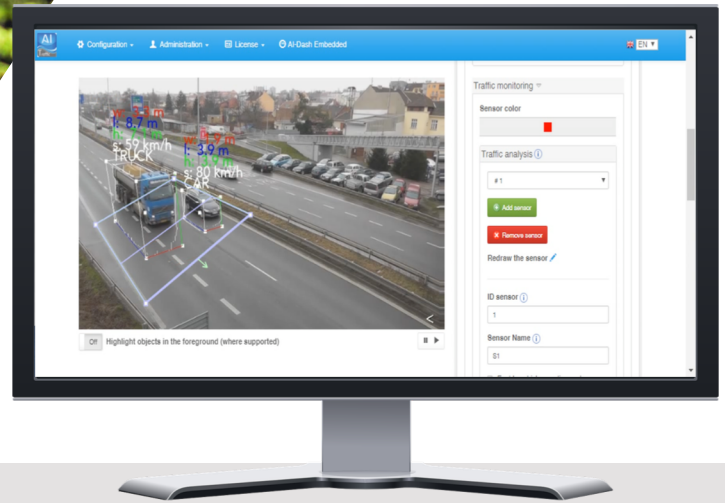 AI
Configuration
Administration
License
AI-Dash Embedded
EN
l: 8.7 m
s: 59 km/h
TRUCK
l: 3.9 m
s: 80 km/h
CAR
Off
Highlight objects in the foreground (where supported)
Traffic monitoring
Sensor color
Traffic analysis
#1
Add sensor
Remove sensor
Redraw the sensor
ID sensor
1
Sensor Name
S1